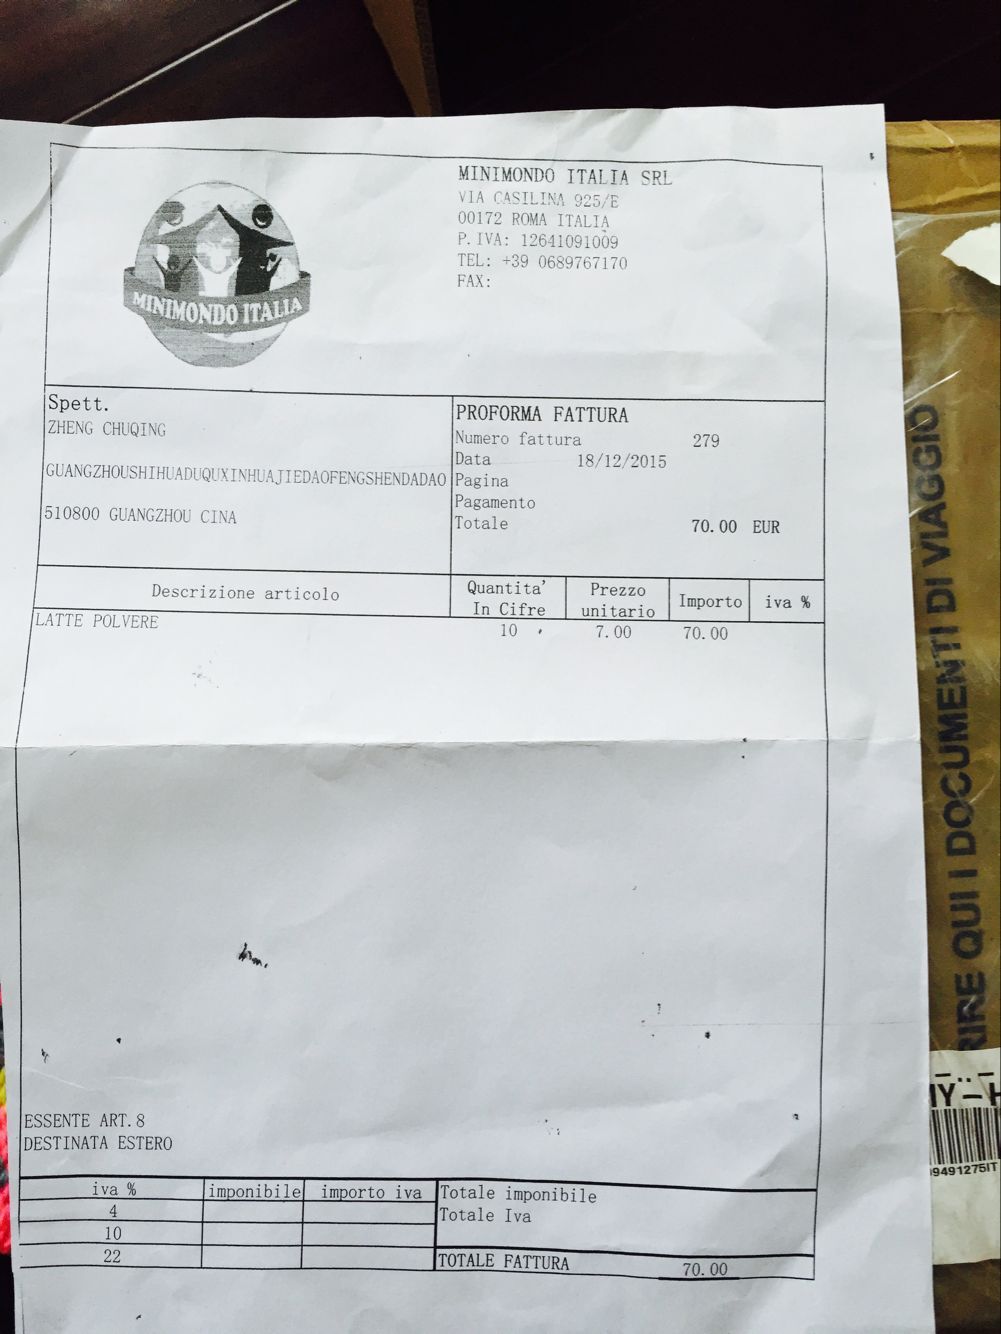 MINIMONDO ITALIA
MINIMONDO ITALIA SRL
VIA CASILINA 925/E
00172 ROMA ITALIA
P.IVA: 12641091009
TEL: +39 0689767170
FAX:
Spett.
ZHENG CHUQING
GUANGZHOUSHIHUADUQUXINHUAJIEDAOFENGSHENDADAO
510800 GUANGZHOU CINA
PROFORMA FATTURA
Numero fattura 279
Data 18/12/2015
Pagina
Pagamento
Totale 70.00 EUR
Descrizione articolo Quantita' In Cifre Prezzo unitario Importo iva %
LATTE POLVERE 10 7.00 70.00
ESSENTE ART.8
DESTINATA ESTERO
iva % imponibile importo iva
4
10
22
Totale imponibile
Totale Iva
TOTALE FATTURA 70.00
RIRE QUI I DOCUMENTI DI VIAGGIO
9491275IT